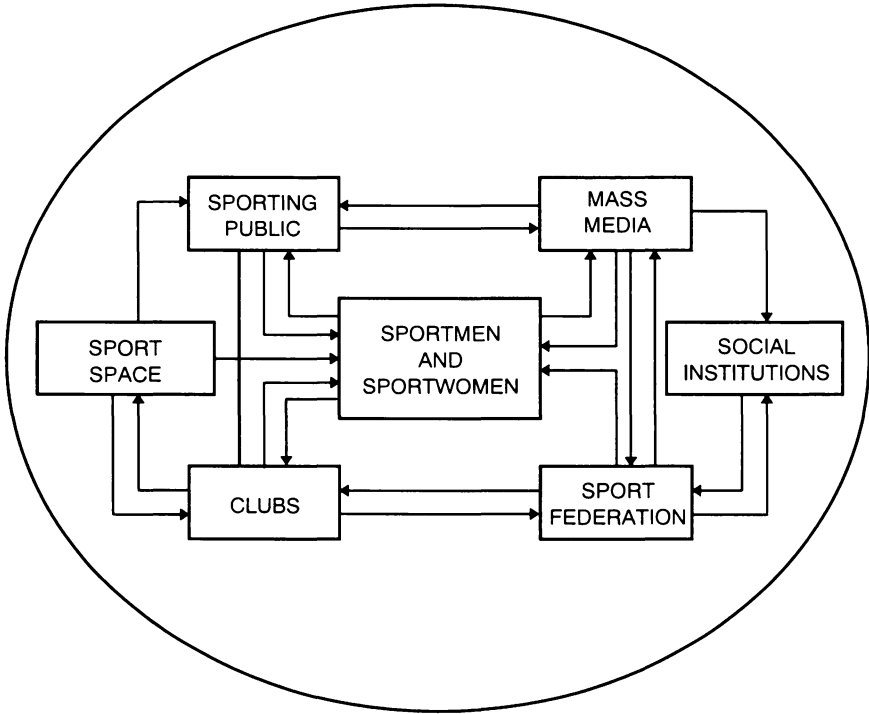 SPORTING
PUBLIC
MASS
MEDIA
SPORT
SPACE
SPORTMEN
AND
SPORTWOMEN
SOCIAL
INSTITUTIONS
CLUBS
SPORT
FEDERATION